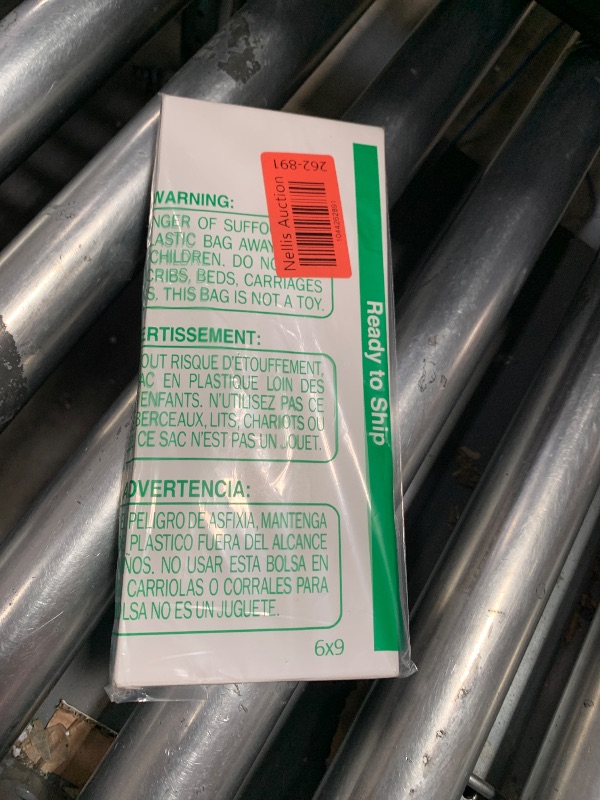 262-891
Nellis Auction
WARNING:
NGER OF SUFFO
LASTIC BAG AWAY
CHILDREN. DO NO
CRIBS, BEDS, CARRIAGES
S. THIS BAG IS NOT A TOY.
Ready to Ship
ERTISSEMENT:
OUT RISQUE D'ÉTOUFFEMENT,
AC EN PLASTIQUE LOIN DES
ENFANTS. N'UTILISEZ PAS CE
BERCEAUX, LITS, CHARIOTS OU
CE SAC N'EST PAS UN JOUET.
DVERTENCIA:
PELIGRO DE ASFIXIA, MANTENGA
PLASTICO FUERA DEL ALCANCE
ÑOS. NO USAR ESTA BOLSA EN
CARRIOLAS O CORRALES PARA
LSA NO ES UN JUGUETE.
6x9